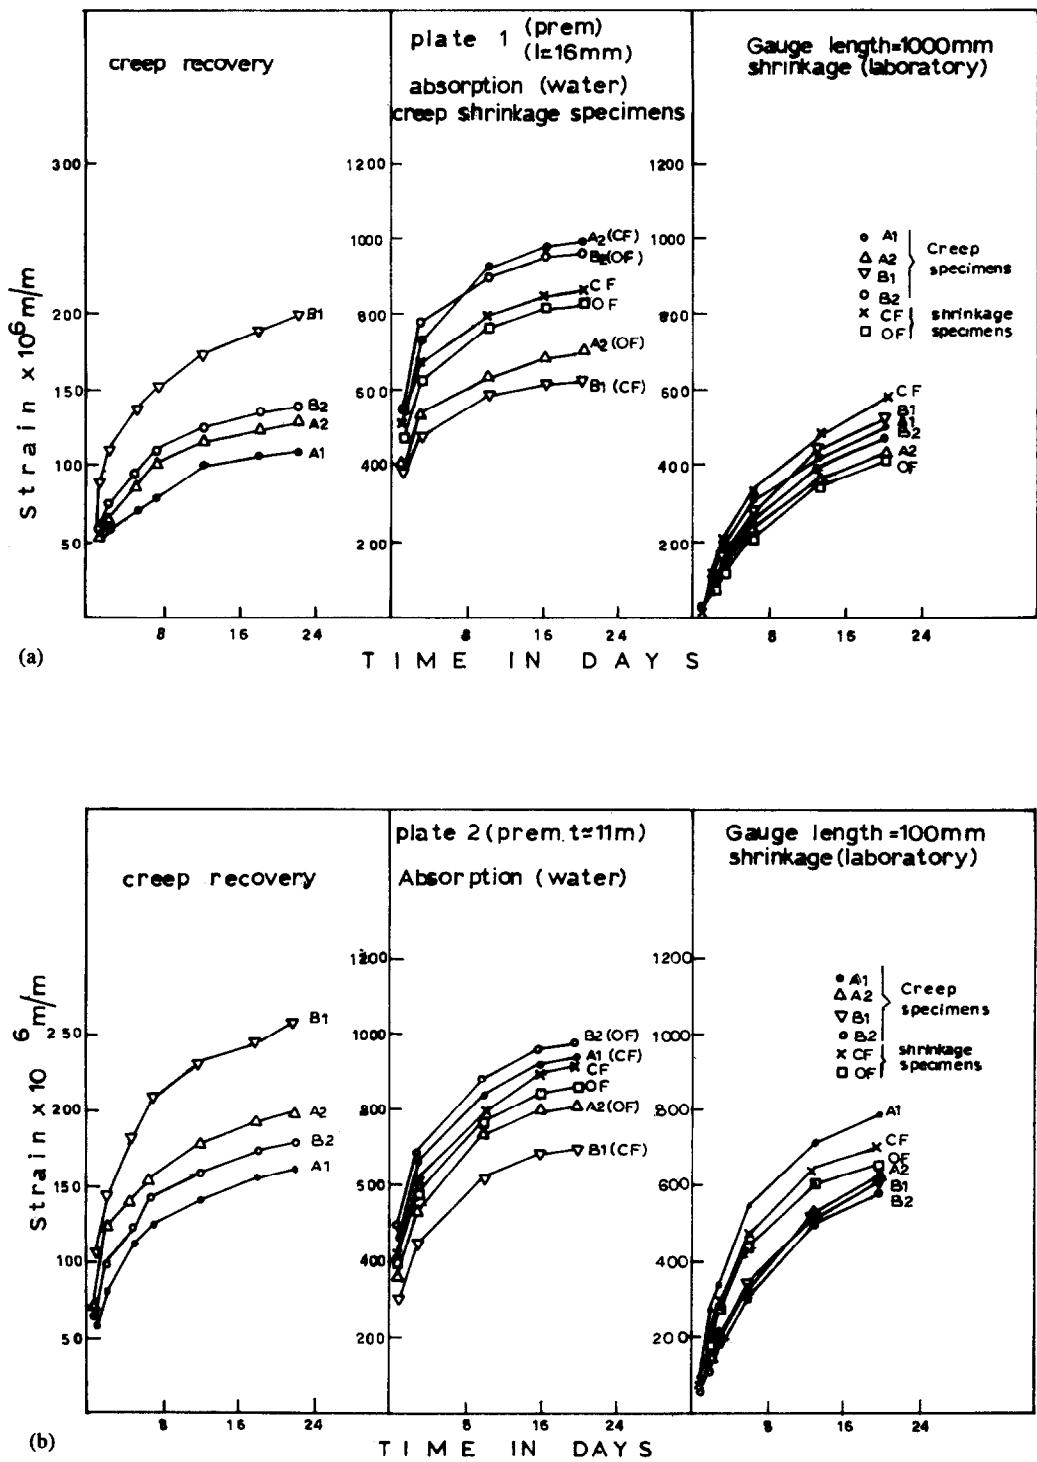 creep recovery
plate 1 (prem)
(l≃16mm)
absorption (water)
creep shrinkage specimens
Gauge length=1000mm
shrinkage (laboratory)
300
200
150
100
50
1200
1000
800
600
400
200
1200
1000
800
600
400
200
Strain x 10⁶ m/m
B1
B2
A2
A1
A2(CF)
B2(OF)
CF
OF
A2(OF)
B1(CF)
A1
A2
B1
B2
Creep
specimens
CF
OF
shrinkage
specimens
CF
B1
A1
B2
A2
OF
8 16 24
8 16 24
8 16 24
(a)
TIME IN DAYS
creep recovery
plate 2 (prem. t≃11m)
Absorption (water)
Gauge length=100mm
shrinkage (laboratory)
250
200
150
100
50
1200
1000
800
600
400
200
1200
1000
800
600
400
200
Strain x 10⁶ m/m
B1
A2
B2
A1
B2(OF)
A1(CF)
CF
OF
A2(OF)
B1(CF)
A1
A2
B1
B2
Creep
specimens
CF
OF
shrinkage
specimens
A1
CF
OF
A2
B1
B2
8 16 24
8 16 24
8 16 24
(b)
TIME IN DAYS